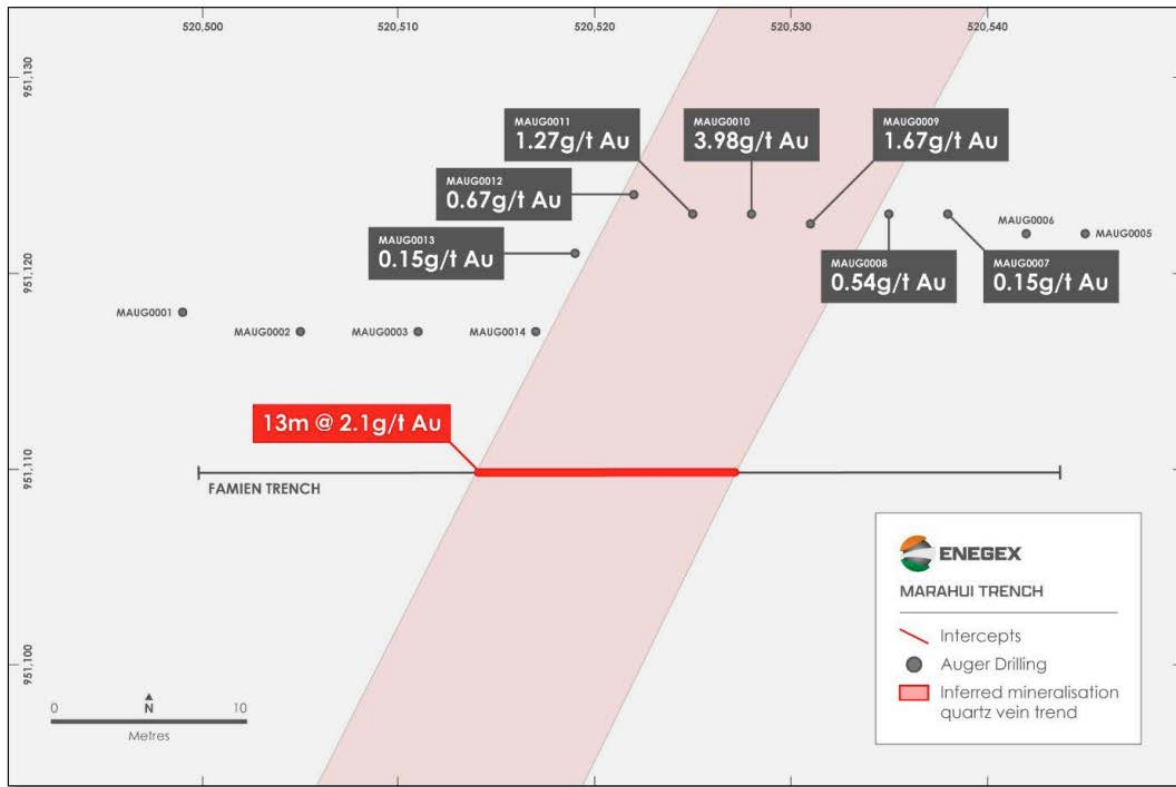 520,500
520,510
520,520
520,530
520,540
951,130
951,120
951,110
951,100
MAUG0011
1.27g/t Au
MAUG0010
3.98g/t Au
MAUG0009
1.67g/t Au
MAUG0012
0.67g/t Au
MAUG0013
0.15g/t Au
MAUG0008
0.54g/t Au
MAUG0007
0.15g/t Au
MAUG0006
MAUG0005
MAUG0001
MAUG0002
MAUG0003
MAUG0014
13m @ 2.1g/t Au
FAMIEN TRENCH
0
N
10
Metres
ENEGEX
MARAHUI TRENCH
Intercepts
Auger Drilling
Inferred mineralisation
quartz vein trend